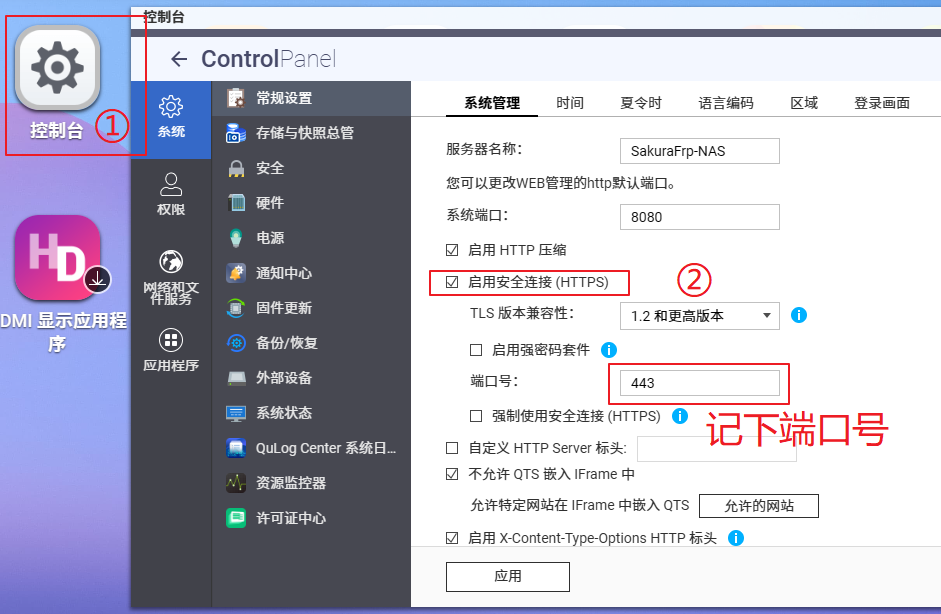 控制台
ControlPanel
控制台
①
HD
DMI 显示应用程
序
系统
权限
网络和文
件服务
应用程序
常规设置
存储与快照总管
安全
硬件
电源
通知中心
固件更新
备份/恢复
外部设备
系统状态
QuLog Center 系统日...
资源监控器
许可证中心
系统管理 时间 夏令时 语言编码 区域 登录画面
服务器名称: SakuraFrp-NAS
您可以更改WEB管理的http默认端口。
系统端口: 8080
启用 HTTP 压缩
启用安全连接 (HTTPS) ②
TLS 版本兼容性: 1.2 和更高版本
启用强密码套件
端口号: 443
强制使用安全连接 (HTTPS)
记下端口号
自定义 HTTP Server 标头:
不允许 QTS 嵌入 IFrame 中
允许特定网站在 IFrame 中嵌入 QTS 允许的网站
启用 X-Content-Type-Options HTTP 标头
应用